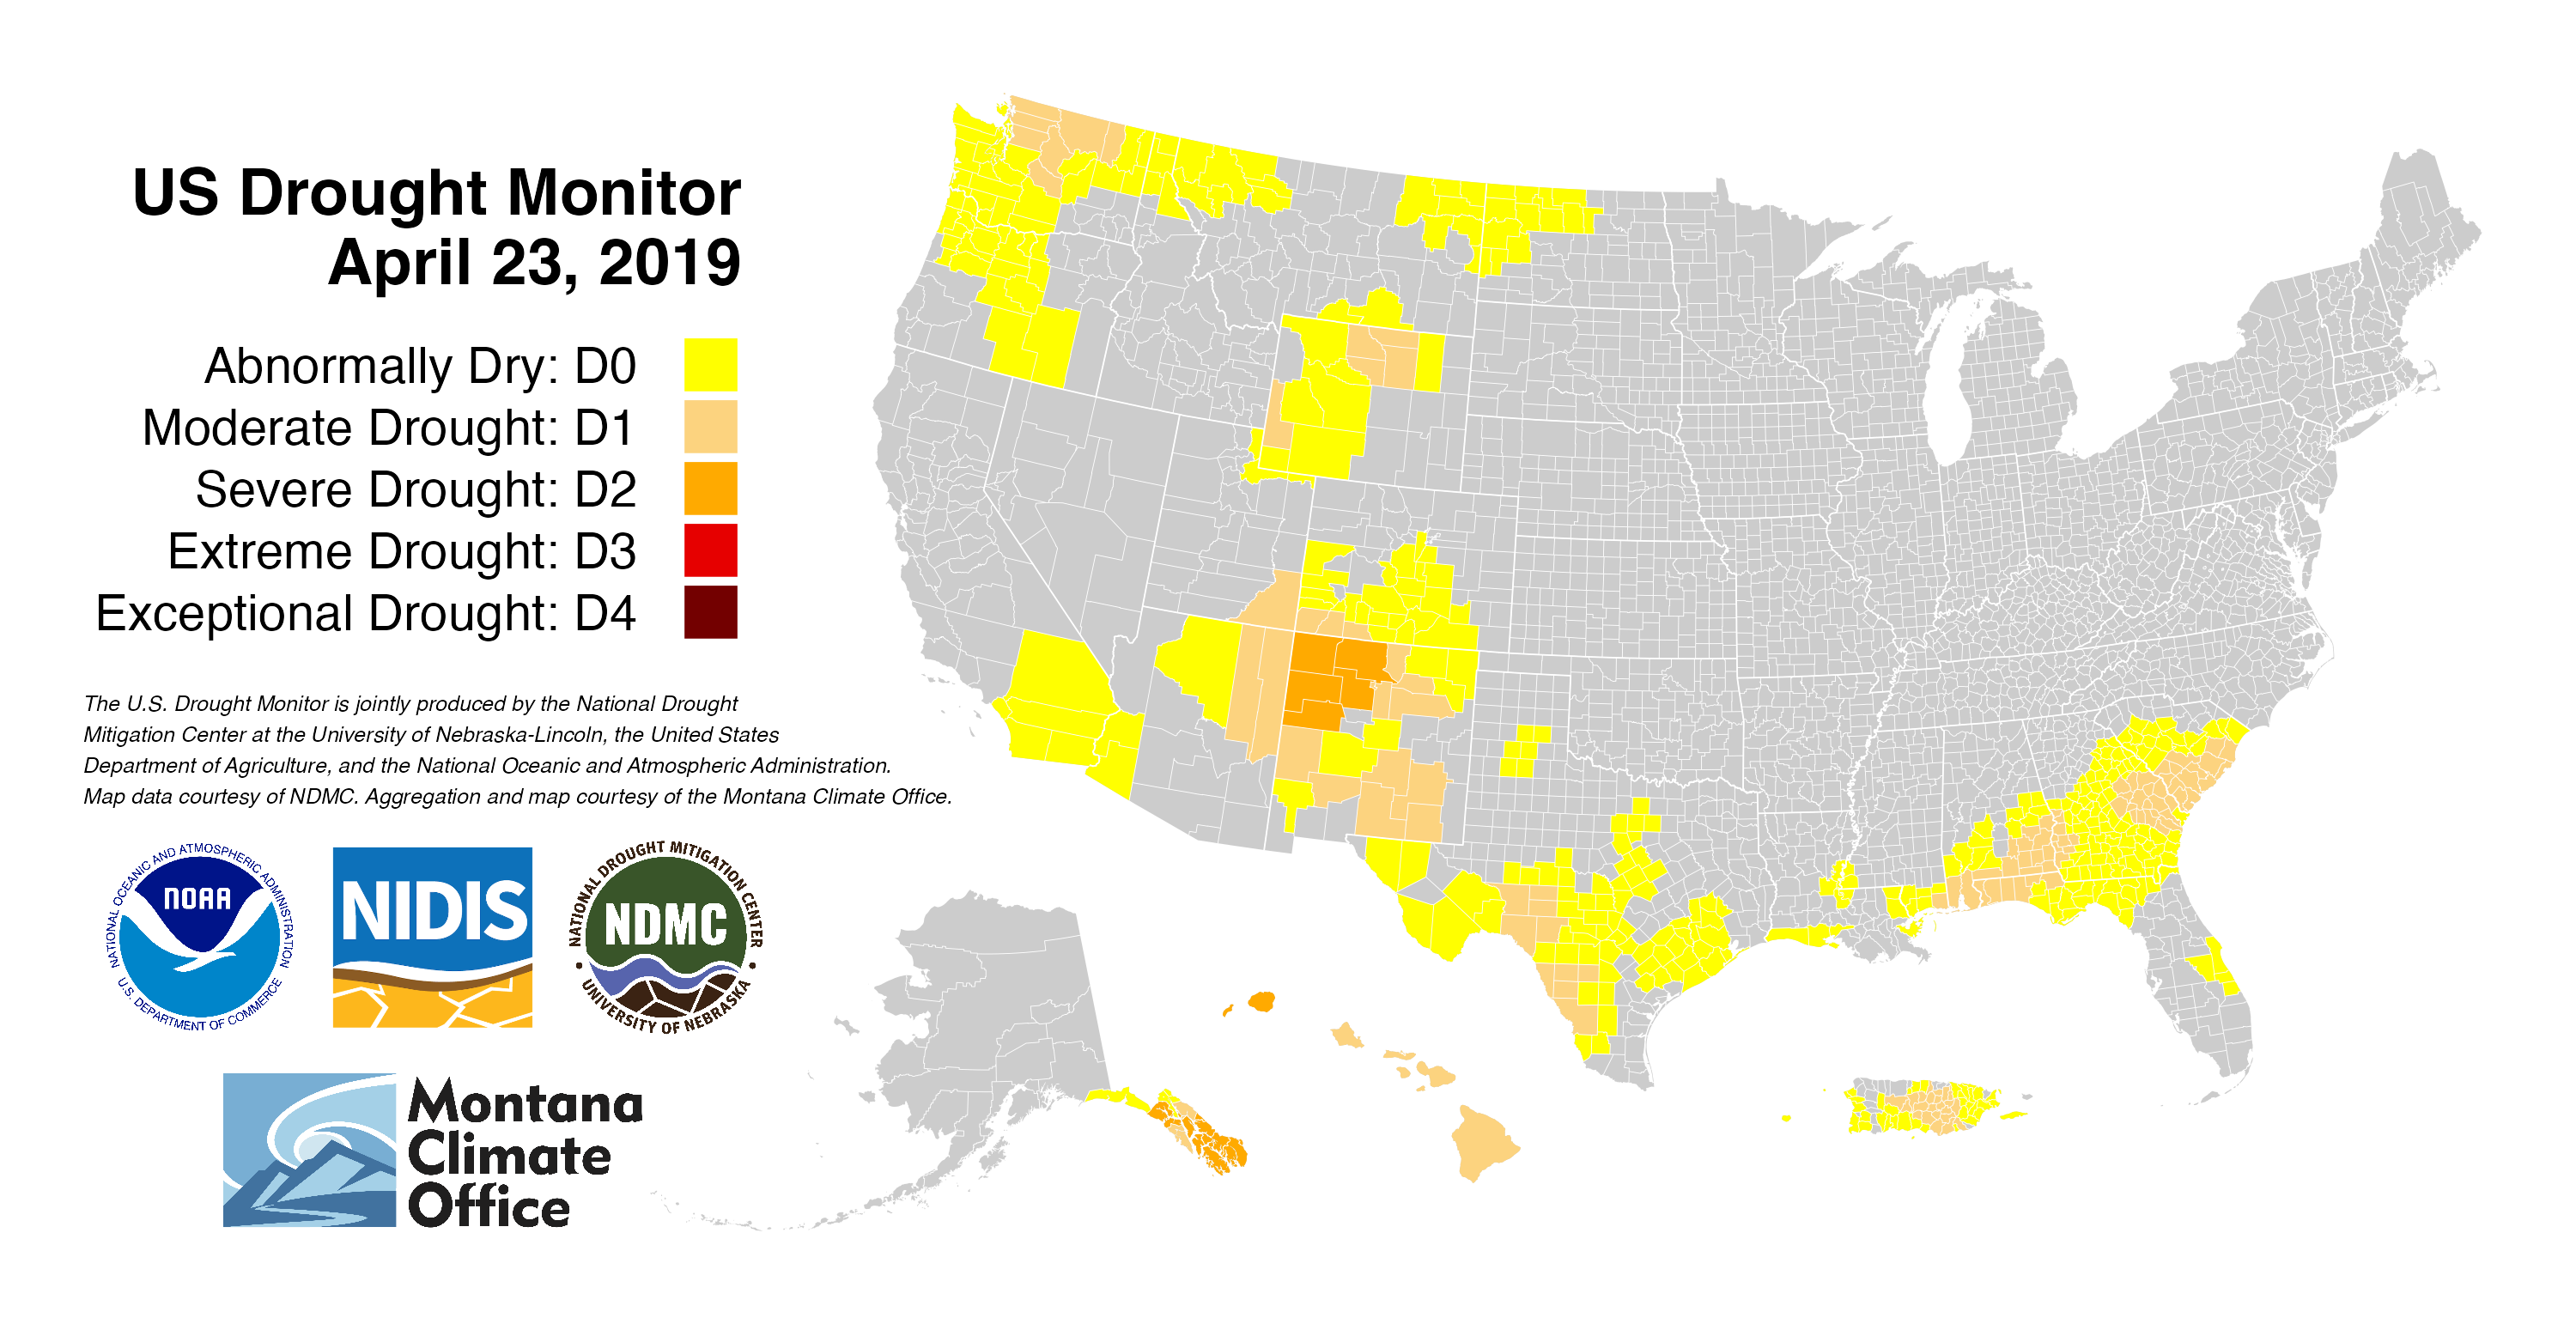 US Drought Monitor
April 23, 2019
Abnormally Dry: D0
Moderate Drought: D1
Severe Drought: D2
Extreme Drought: D3
Exceptional Drought: D4
The U.S. Drought Monitor is jointly produced by the National Drought
Mitigation Center at the University of Nebraska-Lincoln, the United States
Department of Agriculture, and the National Oceanic and Atmospheric Administration.
Map data courtesy of NDMC. Aggregation and map courtesy of the Montana Climate Office.
NATIONAL OCEANIC AND ATMOSPHERIC ADMINISTRATION
NOAA
U.S. DEPARTMENT OF COMMERCE
NIDIS
NATIONAL DROUGHT MITIGATION CENTER
NDMC
UNIVERSITY OF NEBRASKA
Montana
Climate
Office